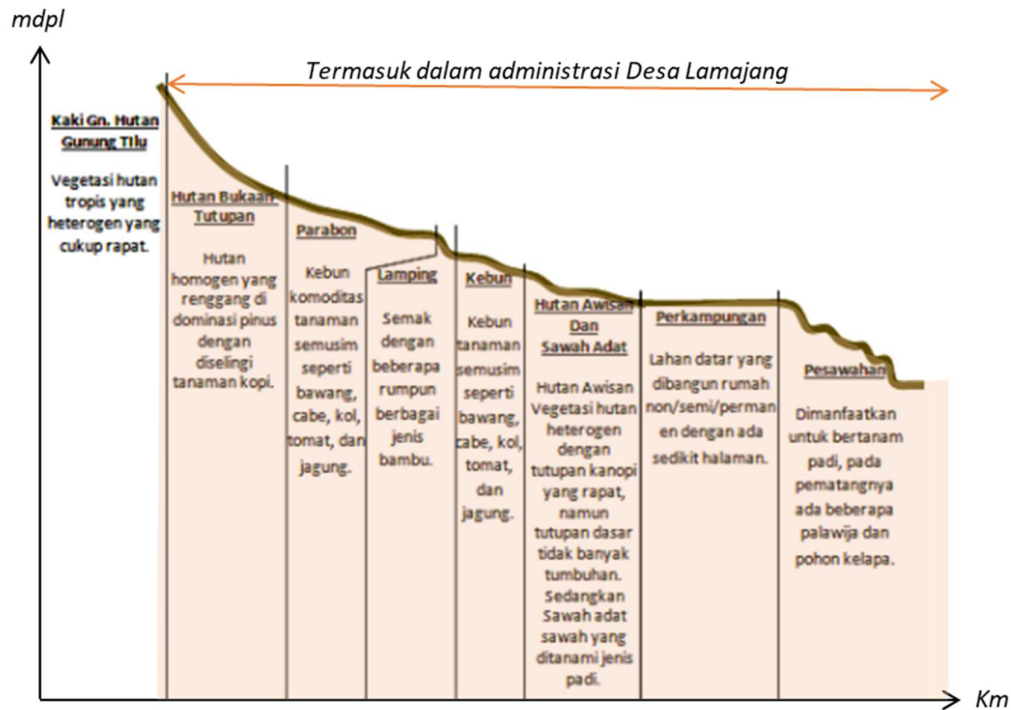 mdpl
Termasuk dalam administrasi Desa Lamajang
Kaki Gn. Hutan
Gunung TIlu
Vegetasi hutan
tropis yang
heterogen yang
cukup rapat.
Hutan Bukaan
Tutupan
Hutan
homogen yang
renggang di
dominasi pinus
dengan
diselingi
tanaman kopi.
Parabon
Kebun
komoditas
tanaman
semusim
seperti
bawang,
cabe, kol,
tomat, dan
jagung.
Lamping
Semak
dengan
beberapa
rumpun
berbagai
jenis
bambu.
Kebun
Kebun
tanaman
semusim
seperti
bawang,
cabe, kol,
tomat,
dan
jagung.
Hutan Awisan
Dan
Sawah Adat
Hutan Awisan
Vegetasi hutan
heterogen
dengan
tutupan kanopi
yang rapat,
namun
tutupan dasar
tidak banyak
tumbuhan.
Sedangkan
Sawah adat
sawah yang
ditanami jenis
padi.
Perkampungan
Lahan datar yang
dibangun rumah
non/semi/perman
en dengan ada
sedikit halaman.
Pesawahan
Dimanfaatkan
untuk bertanam
padi, pada
pematangnya
ada beberapa
palawija dan
pohon kelapa.
Km